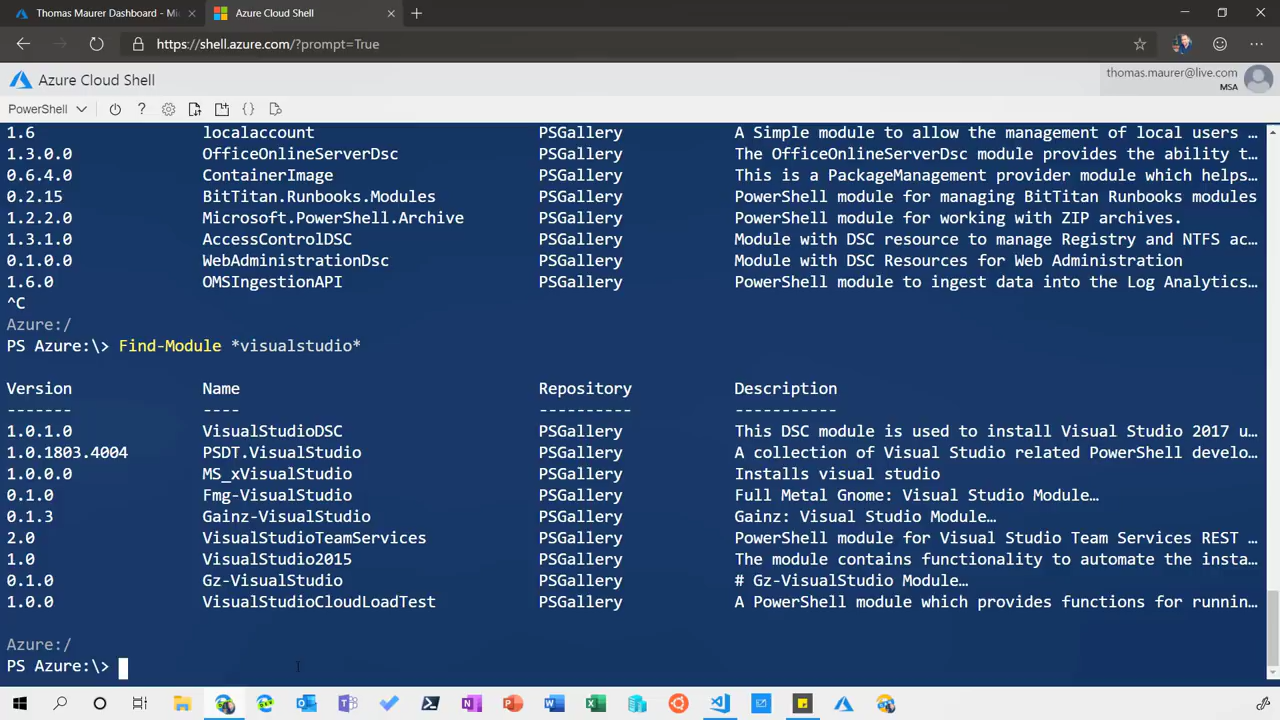 Thomas Maurer Dashboard - Mi
Azure Cloud Shell
https://shell.azure.com/?prompt=True
Azure Cloud Shell
thomas.maurer@live.com
MSA
PowerShell
1.6 localaccount PSGallery A Simple module to allow the management of local users …
1.3.0.0 OfficeOnlineServerDsc PSGallery The OfficeOnlineServerDsc module provides the ability t…
0.6.4.0 ContainerImage PSGallery This is a PackageManagement provider module which helps…
0.2.15 BitTitan.Runbooks.Modules PSGallery PowerShell module for managing BitTitan Runbooks modules
1.2.2.0 Microsoft.PowerShell.Archive PSGallery PowerShell module for working with ZIP archives.
1.3.1.0 AccessControlDSC PSGallery Module with DSC resource to manage Registry and NTFS ac…
0.1.0.0 WebAdministrationDsc PSGallery Module with DSC Resources for Web Administration
1.6.0 OMSIngestionAPI PSGallery PowerShell module to ingest data into the Log Analytics…
^C
Azure:/
PS Azure:\> Find-Module *visualstudio*
Version Name Repository Description
------- ---- ---------- -----------
1.0.1.0 VisualStudioDSC PSGallery This DSC module is used to install Visual Studio 2017 u…
1.0.1803.4004 PSDT.VisualStudio PSGallery A collection of Visual Studio related PowerShell develo…
1.0.0.0 MS_xVisualStudio PSGallery Installs visual studio
0.1.0 Fmg-VisualStudio PSGallery Full Metal Gnome: Visual Studio Module…
0.1.3 Gainz-VisualStudio PSGallery Gainz: Visual Studio Module…
2.0 VisualStudioTeamServices PSGallery PowerShell module for Visual Studio Team Services REST …
1.0 VisualStudio2015 PSGallery The module contains functionality to automate the insta…
0.1.0 Gz-VisualStudio PSGallery # Gz-VisualStudio Module…
1.0.0 VisualStudioCloudLoadTest PSGallery A PowerShell module which provides functions for runnin…
Azure:/
PS Azure:\>